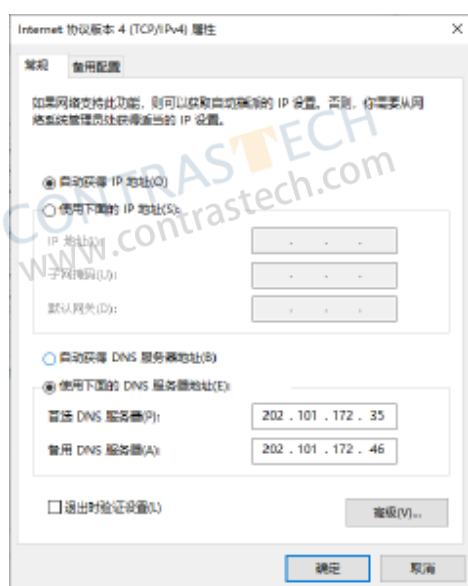 Internet 协议版本 4 (TCP/IPv4) 属性
常规 备用配置
如果网络支持此功能，则可以获取自动指派的 IP 设置。否则，你需要从网
络系统管理员处获得适当的 IP 设置。
自动获得 IP 地址(O)
使用下面的 IP 地址(S):
IP 地址(I):
子网掩码(U):
默认网关(D):
自动获得 DNS 服务器地址(B)
使用下面的 DNS 服务器地址(E):
首选 DNS 服务器(P): 202 . 101 . 172 . 35
备用 DNS 服务器(A): 202 . 101 . 172 . 46
退出时验证设置(L)
高级(V)...
确定 取消
CONTRASTECH
www.contrastech.com